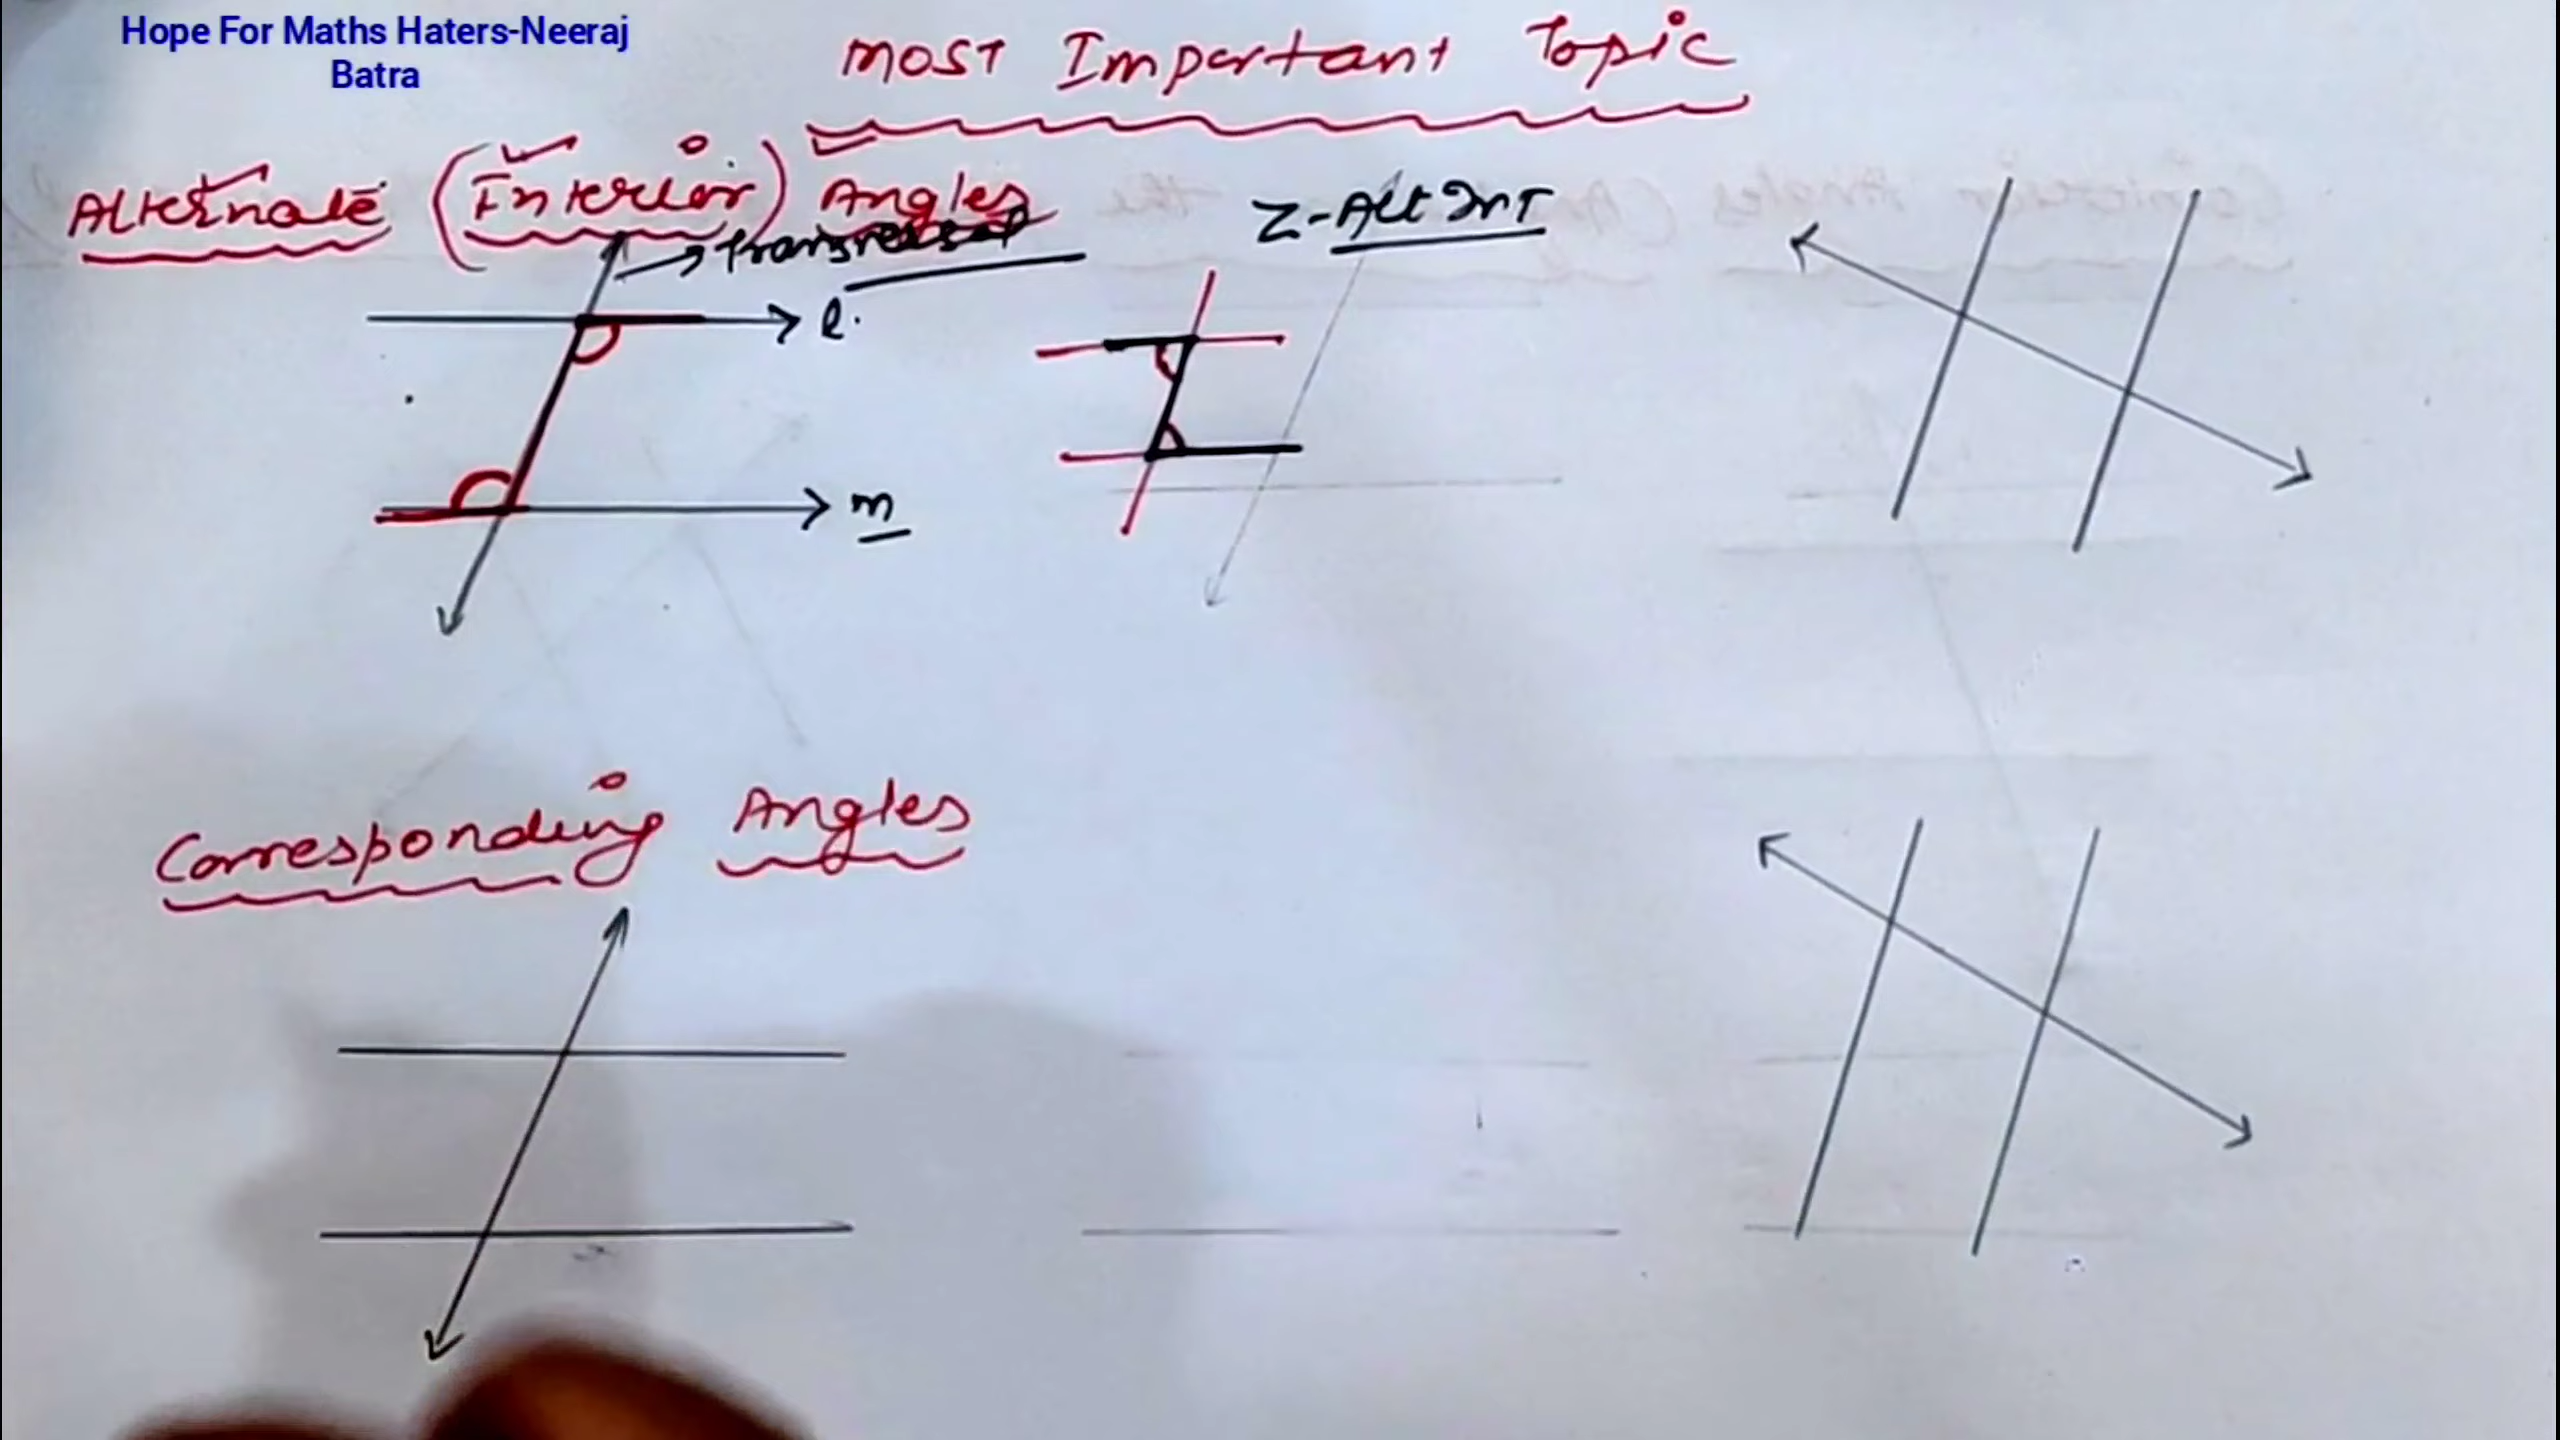 Hope For Maths Haters-Neeraj
Batra
Most Important Topic
Alternate (Interior) Angles
transversal
Z-Alt Int
l.
m
Corresponding Angles